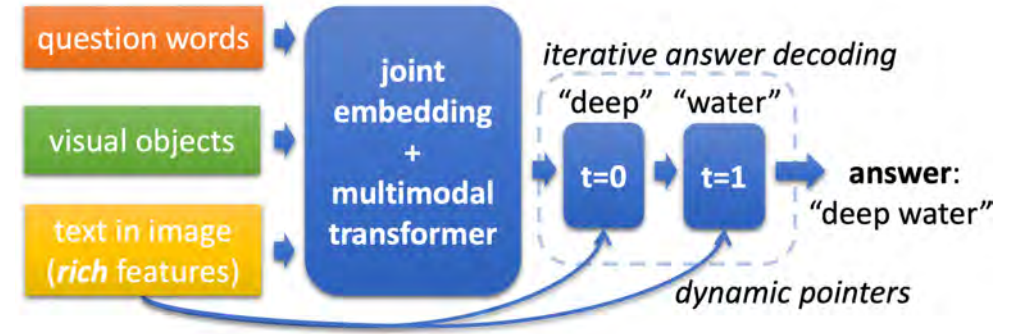 question words
visual objects
text in image
(rich features)
joint
embedding
+
multimodal
transformer
iterative answer decoding
“deep” “water”
t=0 t=1
answer:
“deep water”
dynamic pointers